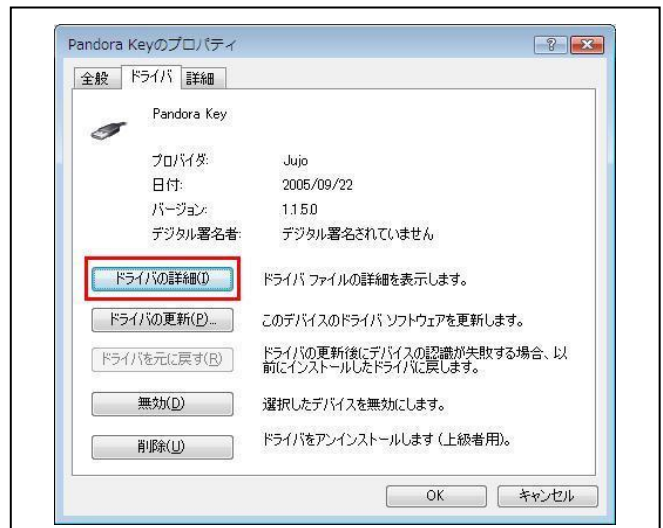 Pandora Keyのプロパティ
全般 ドライバ 詳細
Pandora Key
プロバイダ: Jujo
日付: 2005/09/22
バージョン: 1.1.5.0
デジタル署名者: デジタル署名されていません
ドライバの詳細(I) ドライバ ファイルの詳細を表示します。
ドライバの更新(P)... このデバイスのドライバ ソフトウェアを更新します。
ドライバを元に戻す(R) ドライバの更新後にデバイスの認識が失敗する場合、以
前にインストールしたドライバに戻します。
無効(D) 選択したデバイスを無効にします。
削除(U) ドライバをアンインストールします (上級者用)。
OK キャンセル